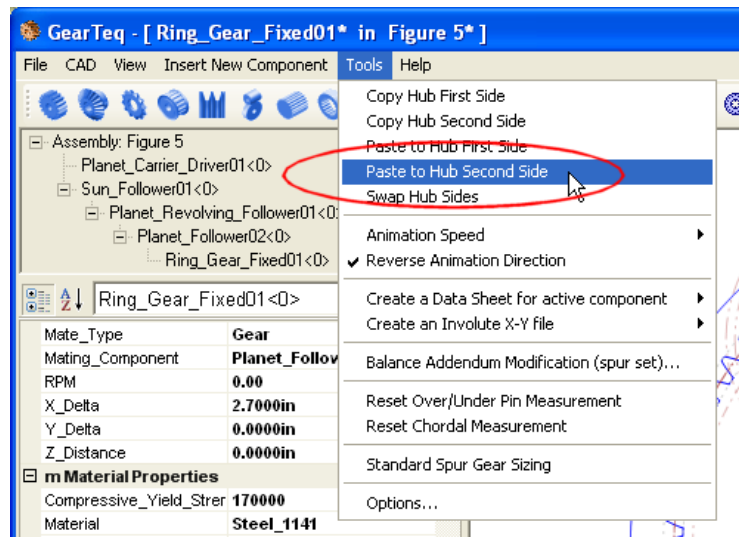 GearTeq - [ Ring_Gear_Fixed01* in Figure 5* ]
File CAD View Insert New Component Tools Help
Copy Hub First Side
Copy Hub Second Side
Paste to Hub First Side
Paste to Hub Second Side
Swap Hub Sides
Animation Speed
Reverse Animation Direction
Create a Data Sheet for active component
Create an Involute X-Y file
Balance Addendum Modification (spur set)...
Reset Over/Under Pin Measurement
Reset Chordal Measurement
Standard Spur Gear Sizing
Options...
Assembly: Figure 5
Planet_Carrier_Driver01<0>
Sun_Follower01<0>
Planet_Revolving_Follower01<0
Planet_Follower02<0>
Ring_Gear_Fixed01<0>
Ring_Gear_Fixed01<0>
Mate_Type Gear
Mating_Component Planet_Follow
RPM 0.00
X_Delta 2.7000in
Y_Delta 0.0000in
Z_Distance 0.0000in
m Material Properties
Compressive_Yield_Strer 170000
Material Steel_1141